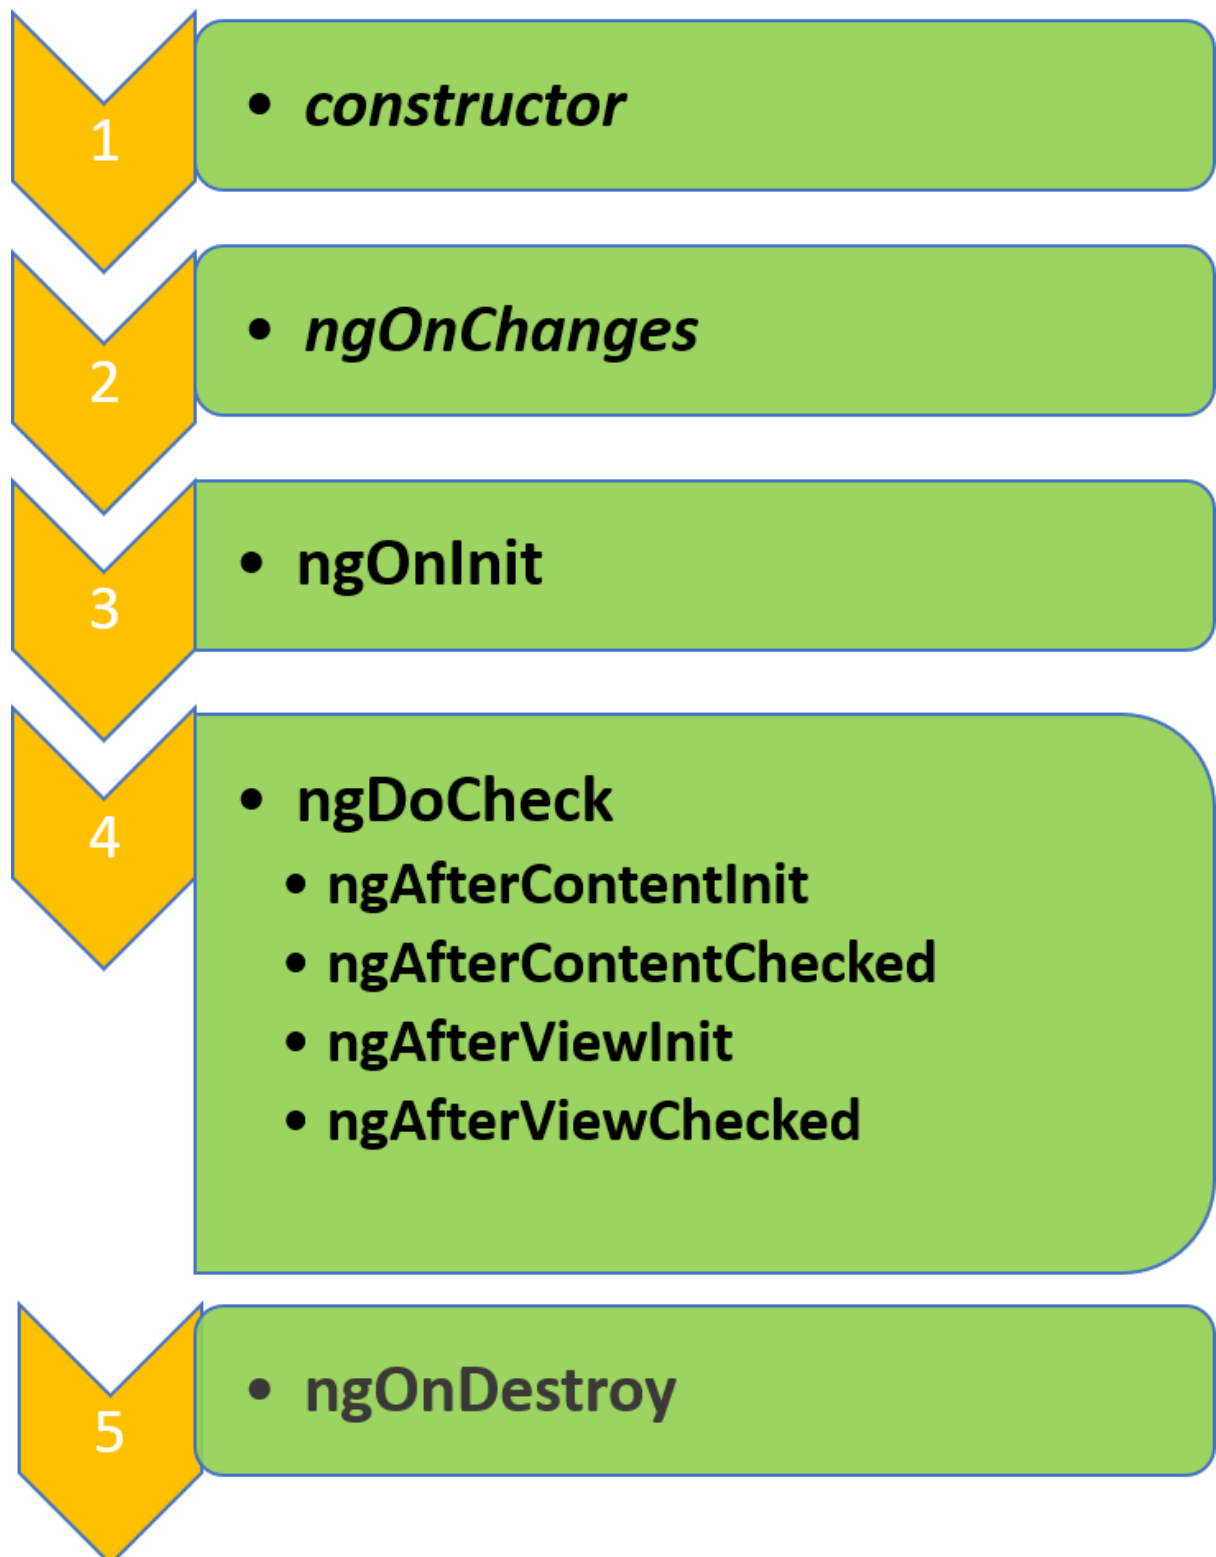 1
• constructor
2
• ngOnChanges
3
• ngOnInit
4
• ngDoCheck
• ngAfterContentInit
• ngAfterContentChecked
• ngAfterViewInit
• ngAfterViewChecked
5
• ngOnDestroy